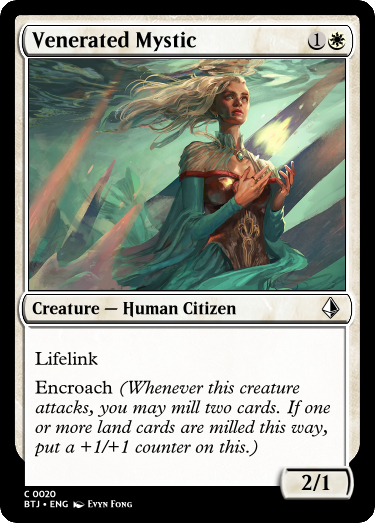 Venerated Mystic
1
Creature — Human Citizen
Lifelink
Encroach (Whenever this creature
attacks, you may mill two cards. If one
or more land cards are milled this way,
put a +1/+1 counter on this.)
2/1
C 0020
BTJ • ENG Evyn Fong